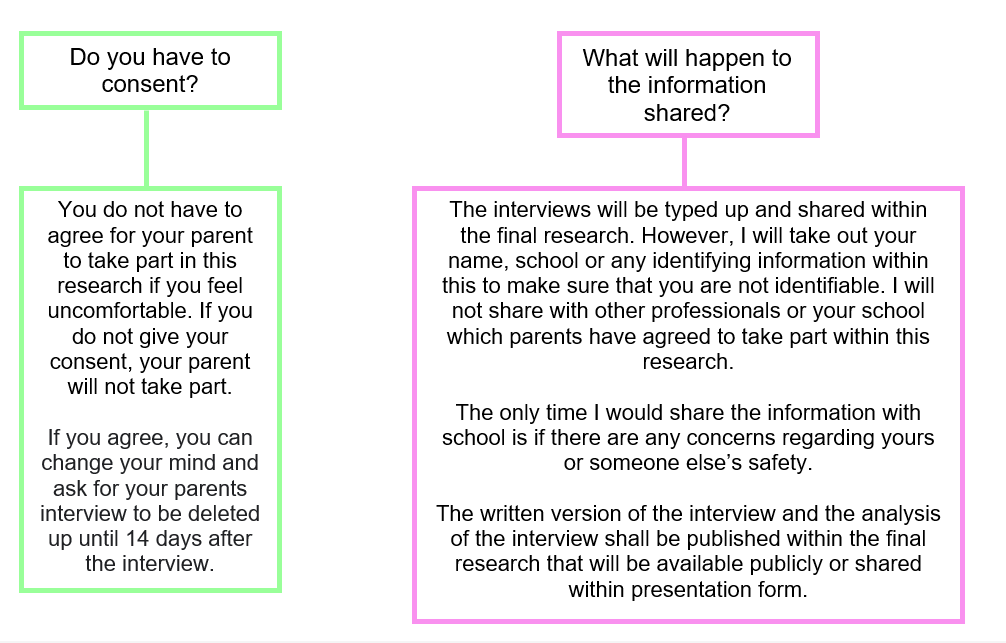 Do you have to
consent?
You do not have to
agree for your parent
to take part in this
research if you feel
uncomfortable. If you
do not give your
consent, your parent
will not take part.
If you agree, you can
change your mind and
ask for your parents
interview to be deleted
up until 14 days after
the interview.
What will happen to
the information
shared?
The interviews will be typed up and shared within
the final research. However, I will take out your
name, school or any identifying information within
this to make sure that you are not identifiable. I will
not share with other professionals or your school
which parents have agreed to take part within this
research.
The only time I would share the information with
school is if there are any concerns regarding yours
or someone else’s safety.
The written version of the interview and the analysis
of the interview shall be published within the final
research that will be available publicly or shared
within presentation form.